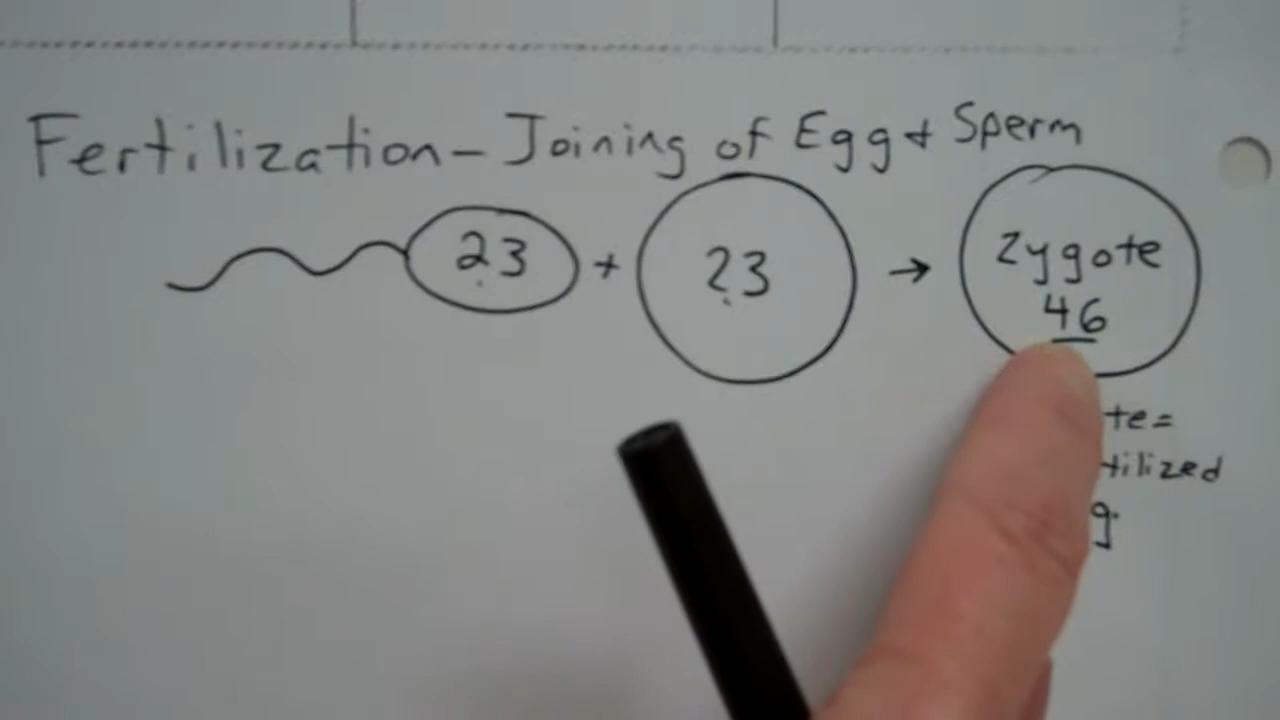 Fertilization - Joining of Egg & Sperm
23 + 23 → zygote
46
te =
tilized
g.